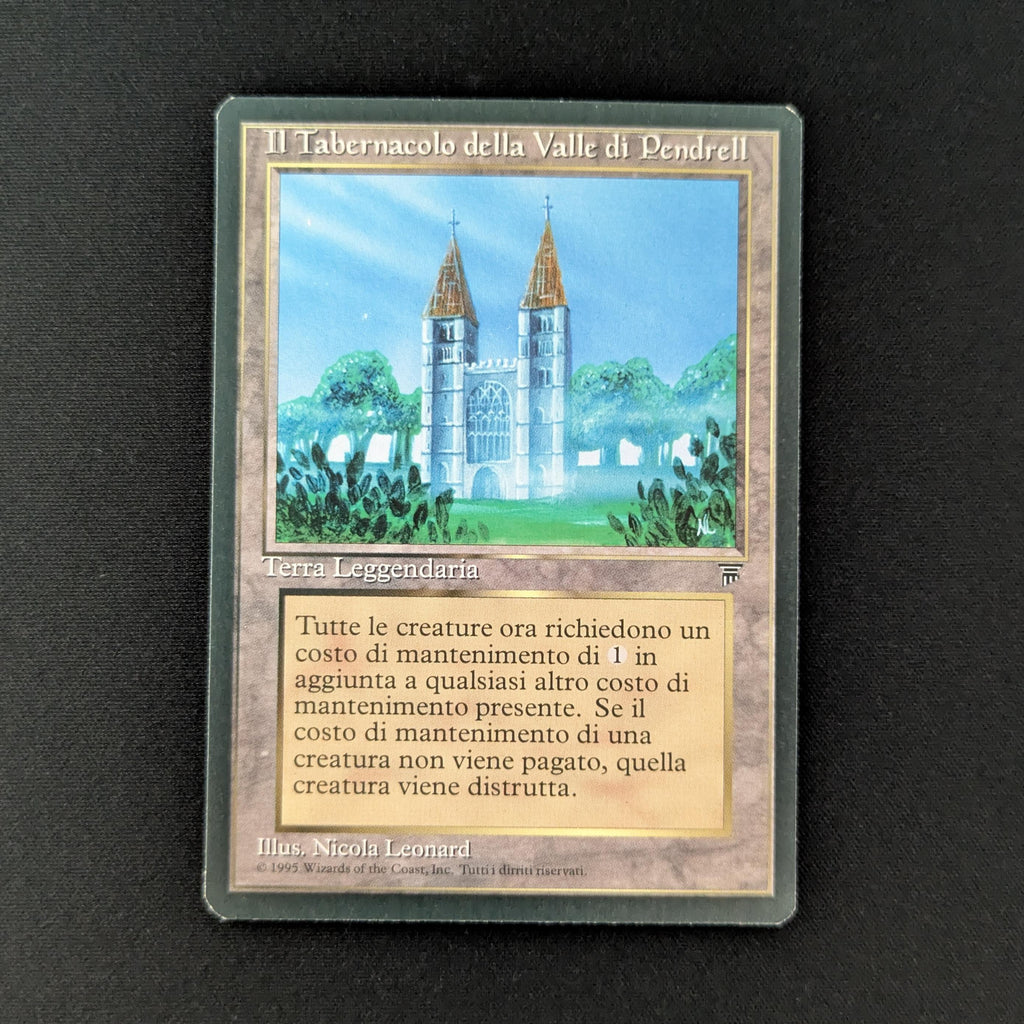 Il Tabernacolo della Valle di Pendrell
NL
Terra Leggendaria
Tutte le creature ora richiedono un
costo di mantenimento di 1 in
aggiunta a qualsiasi altro costo di
mantenimento presente. Se il
costo di mantenimento di una
creatura non viene pagato, quella
creatura viene distrutta.
Illus. Nicola Leonard
© 1995 Wizards of the Coast, Inc. Tutti i dirriti riservati.